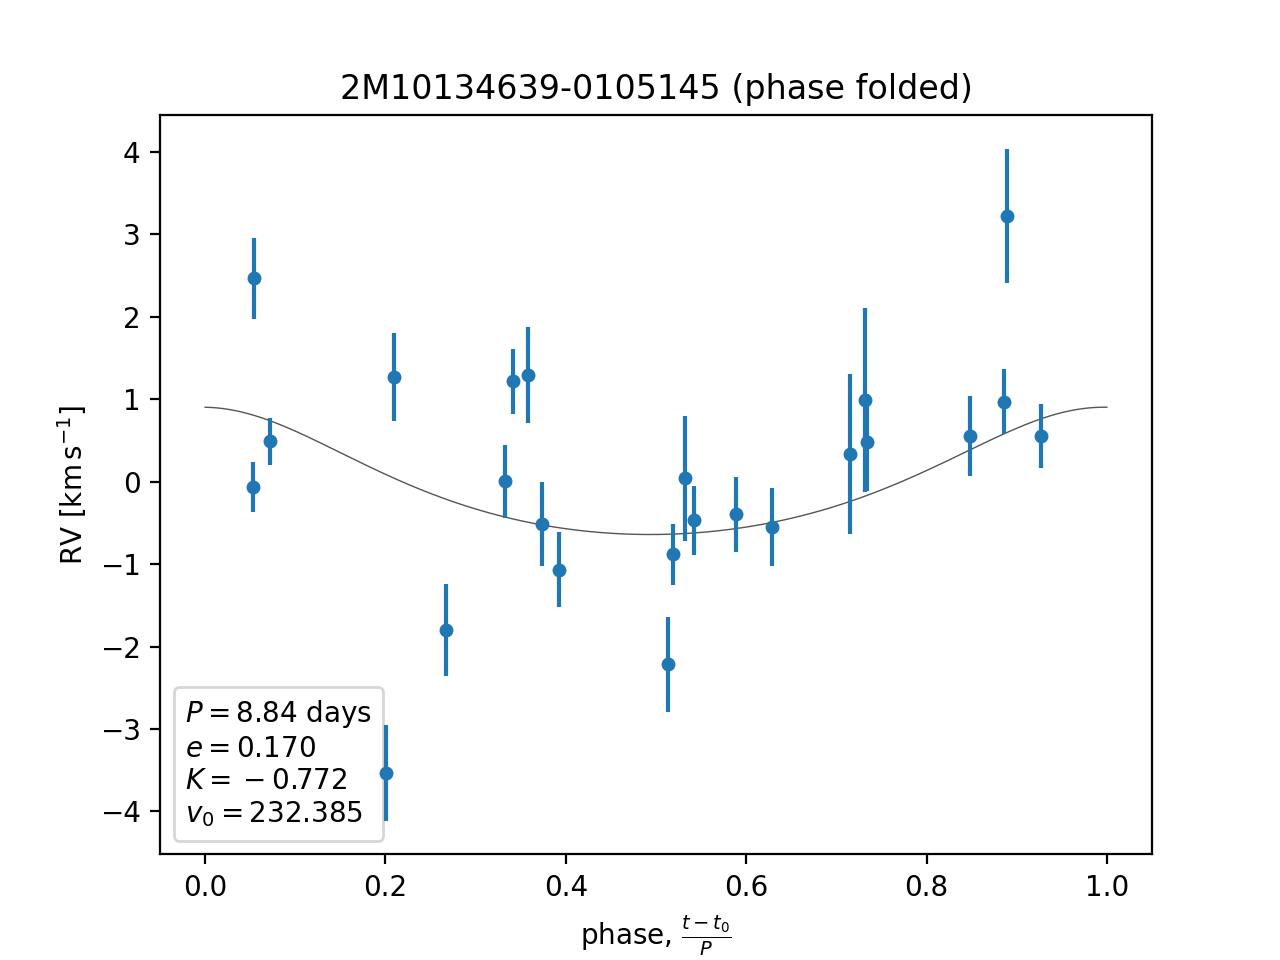 2M10134639-0105145 (phase folded)
RV [km s⁻¹]
4
3
2
1
0
−1
−2
−3
−4
P = 8.84 days
e = 0.170
K = −0.772
v₀ = 232.385
0.0 0.2 0.4 0.6 0.8 1.0
phase, (t − t₀)/P